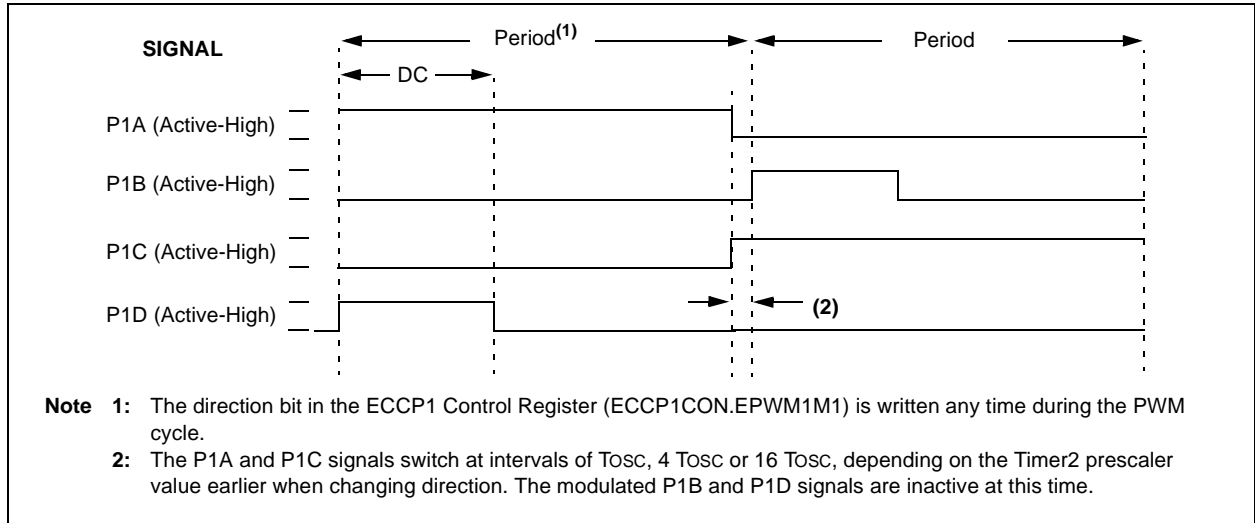 SIGNAL
Period(1)
Period
DC
P1A (Active-High)
P1B (Active-High)
P1C (Active-High)
P1D (Active-High)
(2)
Note 1: The direction bit in the ECCP1 Control Register (ECCP1CON.EPWM1M1) is written any time during the PWM
cycle.
2: The P1A and P1C signals switch at intervals of TOSC, 4 TOSC or 16 TOSC, depending on the Timer2 prescaler
value earlier when changing direction. The modulated P1B and P1D signals are inactive at this time.